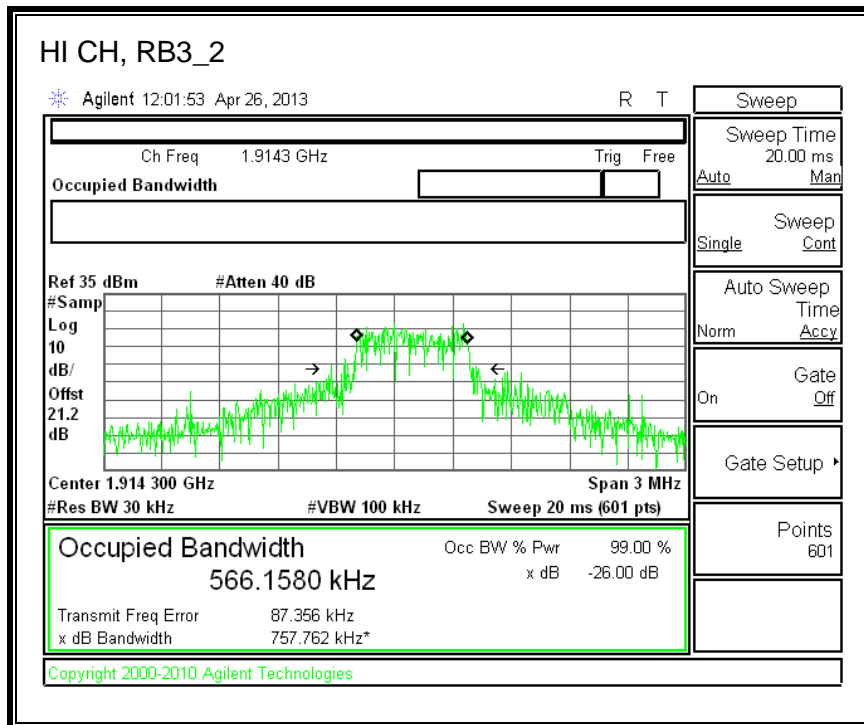 HI CH, RB3_2
Agilent 12:01:53 Apr 26, 2013 R T
Ch Freq 1.9143 GHz Trig Free
Occupied Bandwidth
Ref 35 dBm #Atten 40 dB
#Samp
Log
10
dB/
Offst
21.2
dB
Center 1.914 300 GHz Span 3 MHz
#Res BW 30 kHz #VBW 100 kHz Sweep 20 ms (601 pts)
Occupied Bandwidth Occ BW % Pwr 99.00 %
566.1580 kHz x dB -26.00 dB
Transmit Freq Error 87.356 kHz
x dB Bandwidth 757.762 kHz*
Copyright 2000-2010 Agilent Technologies
Sweep
Sweep Time
20.00 ms
Auto Man
Sweep
Single Cont
Auto Sweep
Time
Norm Accy
Gate
On Off
Gate Setup
Points
601